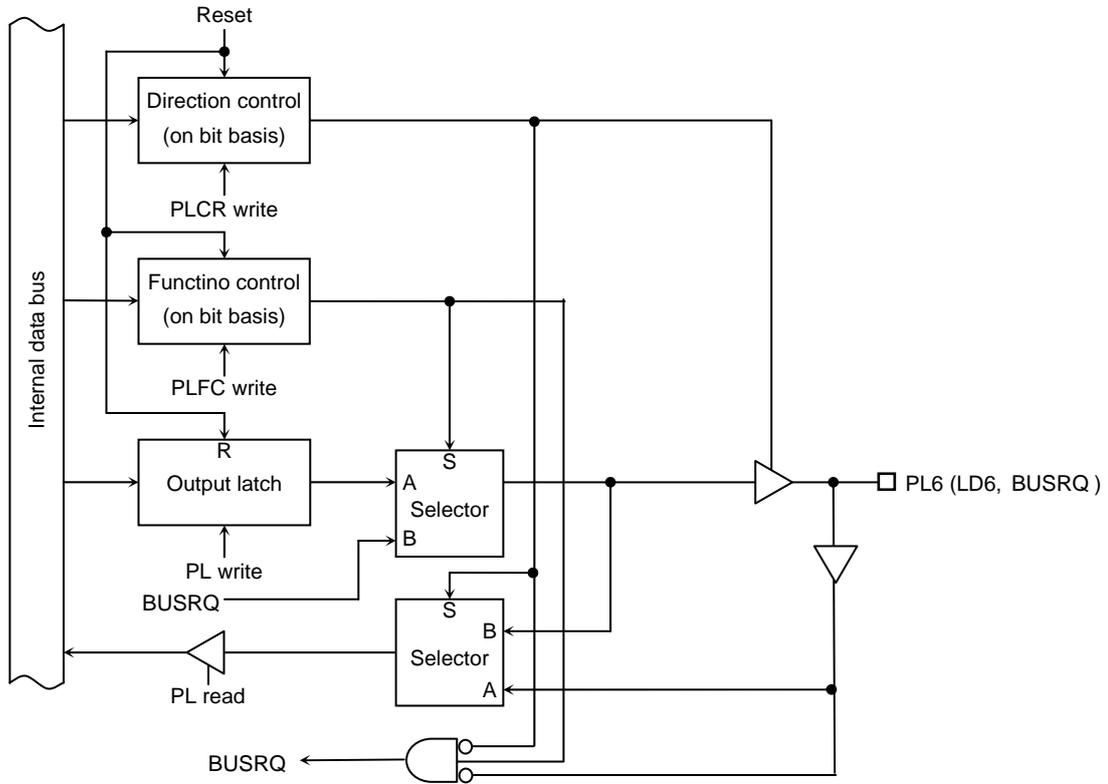 Reset
Direction control
(on bit basis)
PLCR write
Internal data bus
Functino control
(on bit basis)
PLFC write
R
Output latch
PL write
S
A
Selector
B
PL6 (LD6, BUSRQ )
BUSRQ
S
B
Selector
A
PL read
BUSRQ